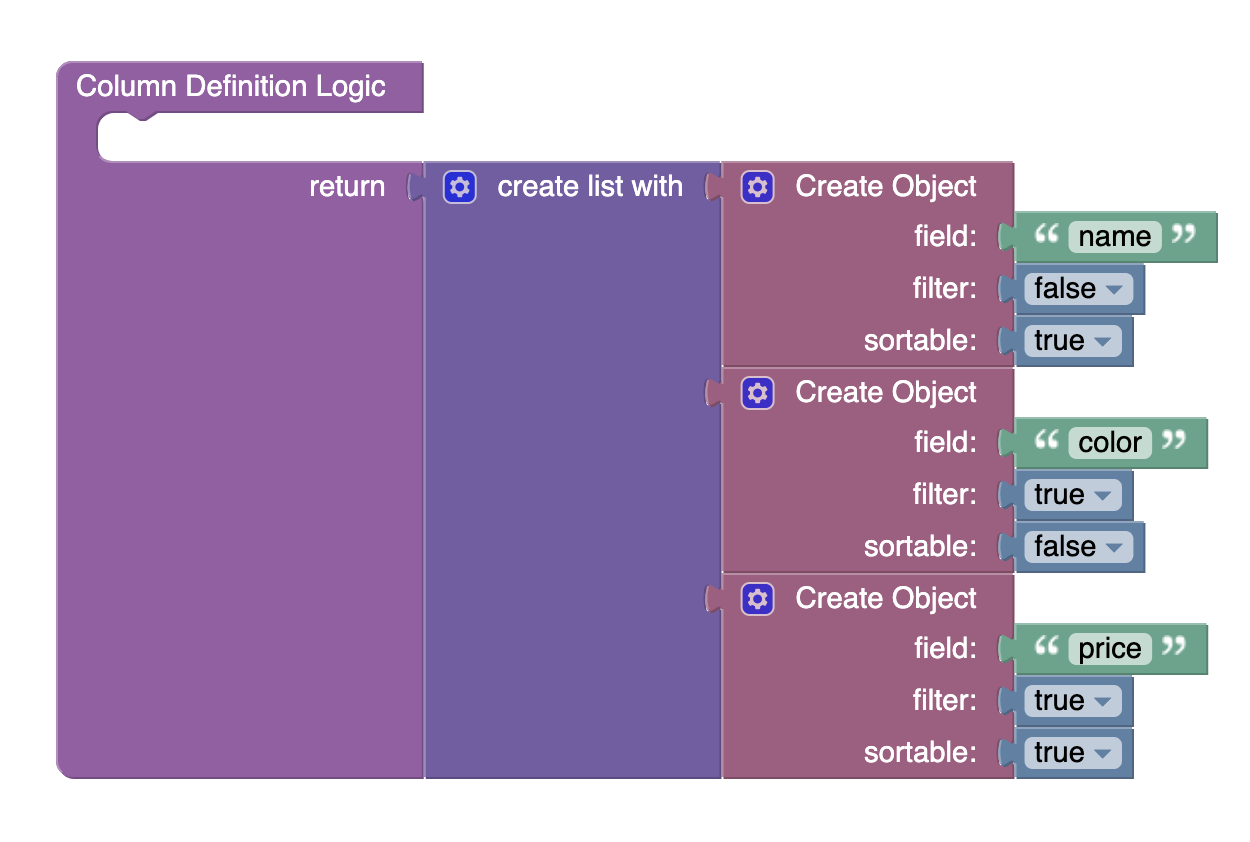 Column Definition Logic
return create list with Create Object
field: “ name ”
filter: false
sortable: true
Create Object
field: “ color ”
filter: true
sortable: false
Create Object
field: “ price ”
filter: true
sortable: true